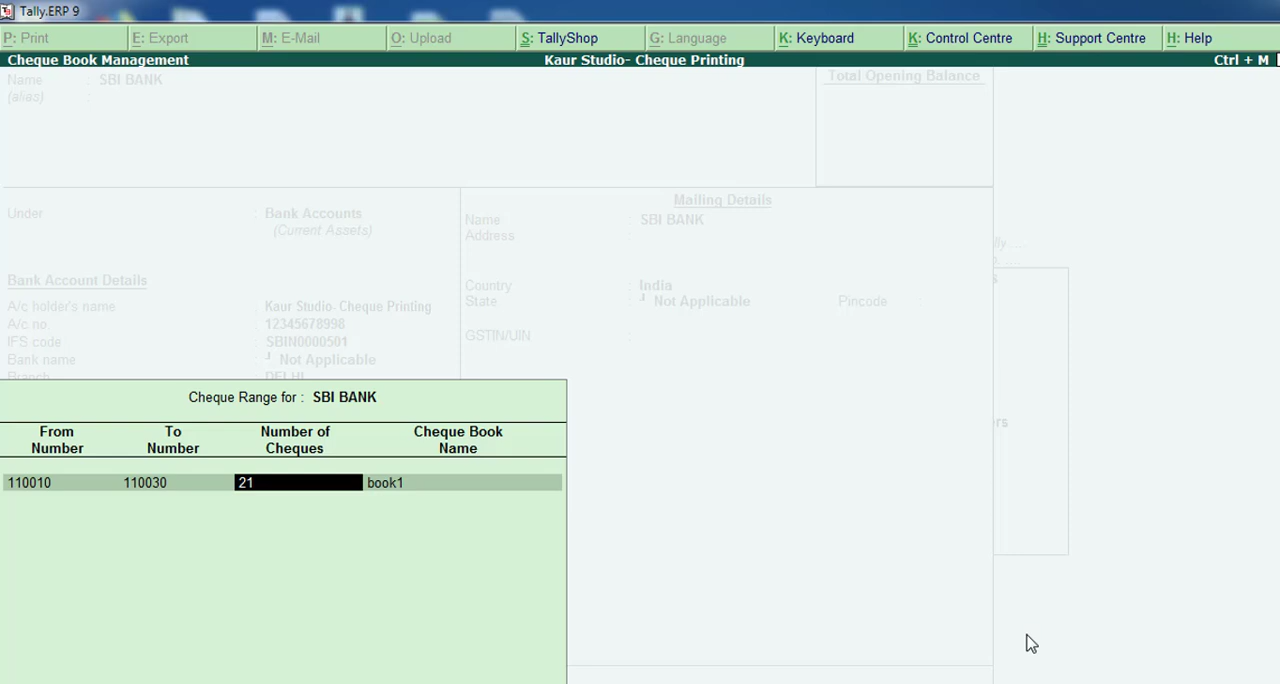 Tally.ERP 9
P: Print E: Export M: E-Mail O: Upload S: TallyShop G: Language K: Keyboard K: Control Centre H: Support Centre H: Help
Cheque Book Management Kaur Studio- Cheque Printing Ctrl + M
Name : SBI BANK
(alias) :
Total Opening Balance
Under : Bank Accounts
(Current Assets)
Mailing Details
Name : SBI BANK
Address :
Bank Account Details
Country : India
State : Not Applicable Pincode
A/c holder's name : Kaur Studio- Cheque Printing
A/c no. : 12345678998
IFS code : SBIN0000501
GSTIN/UIN :
Bank name : Not Applicable
Branch : DELHI
Cheque Range for : SBI BANK
From Number
To Number
Number of Cheques
Cheque Book Name
110010 110030 21 book1